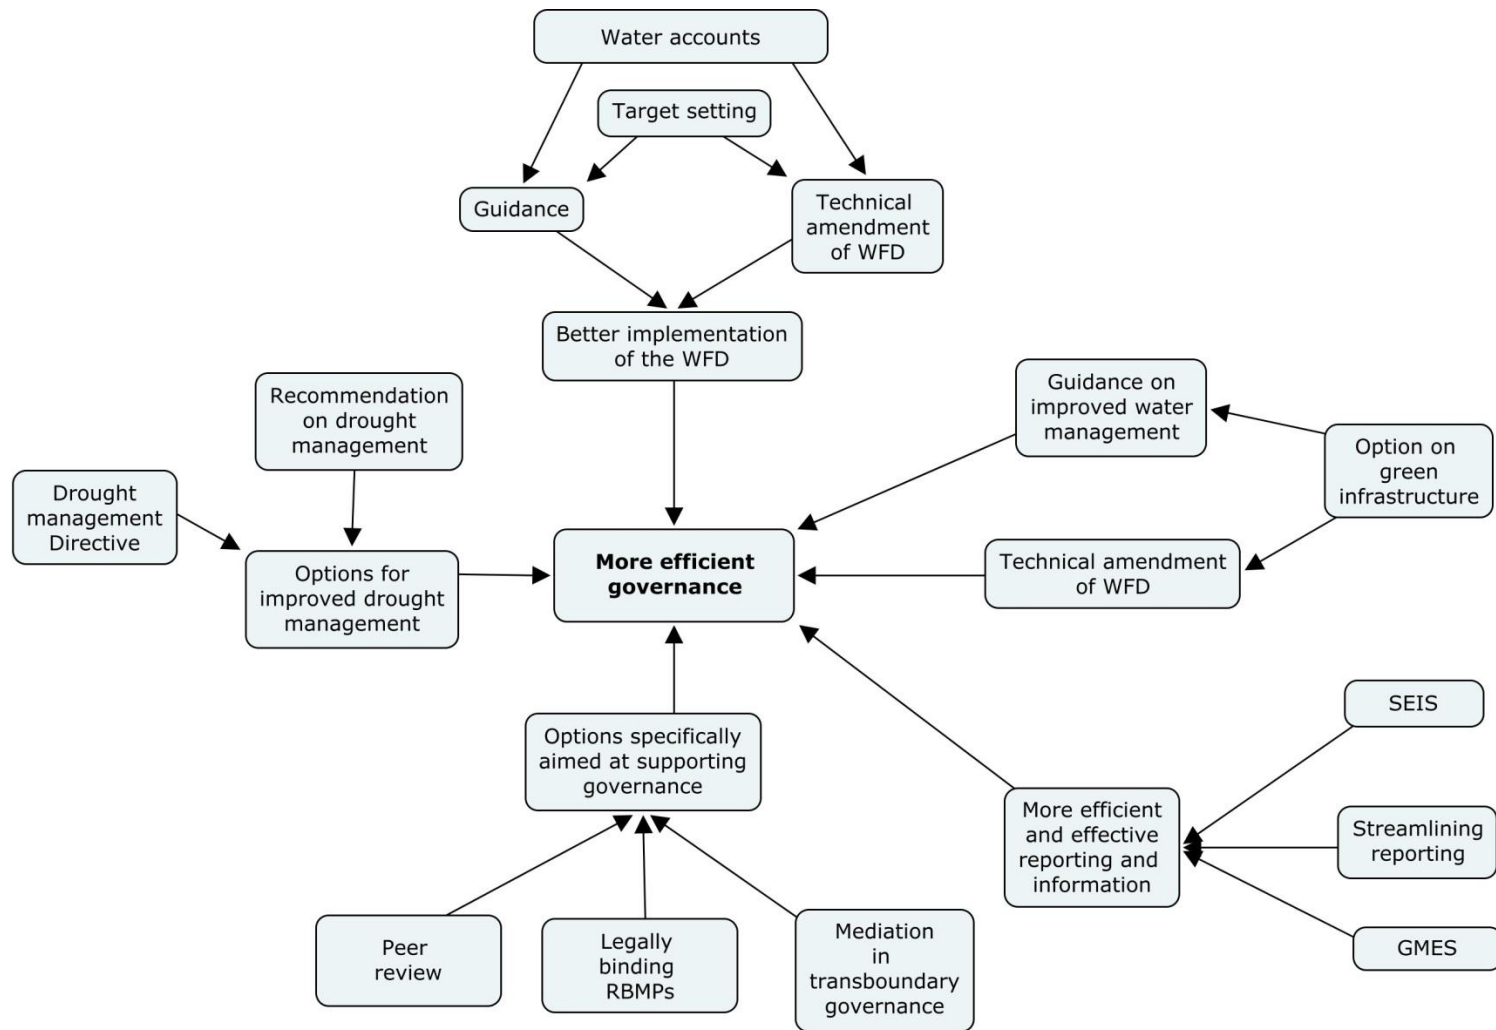 Water accounts
Target setting
Guidance
Technical
amendment
of WFD
Better implementation
of the WFD
Recommendation
on drought
management
Guidance on
improved water
management
Option on
green
infrastructure
Drought
management
Directive
Options for
improved drought
management
More efficient
governance
Technical amendment
of WFD
Options specifically
aimed at supporting
governance
SEIS
More efficient
and effective
reporting and
information
Streamlining
reporting
GMES
Peer
review
Legally
binding
RBMPs
Mediation
in
transboundary
governance